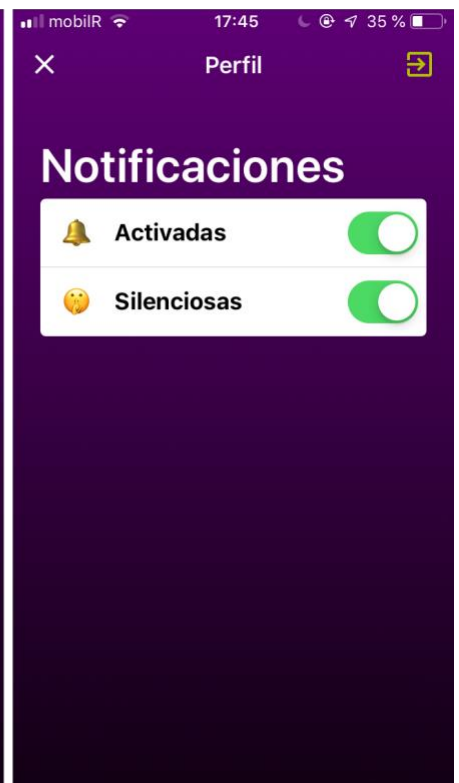 mobilR 17:45 35 %
Perfil
Notificaciones
Activadas
Silenciosas